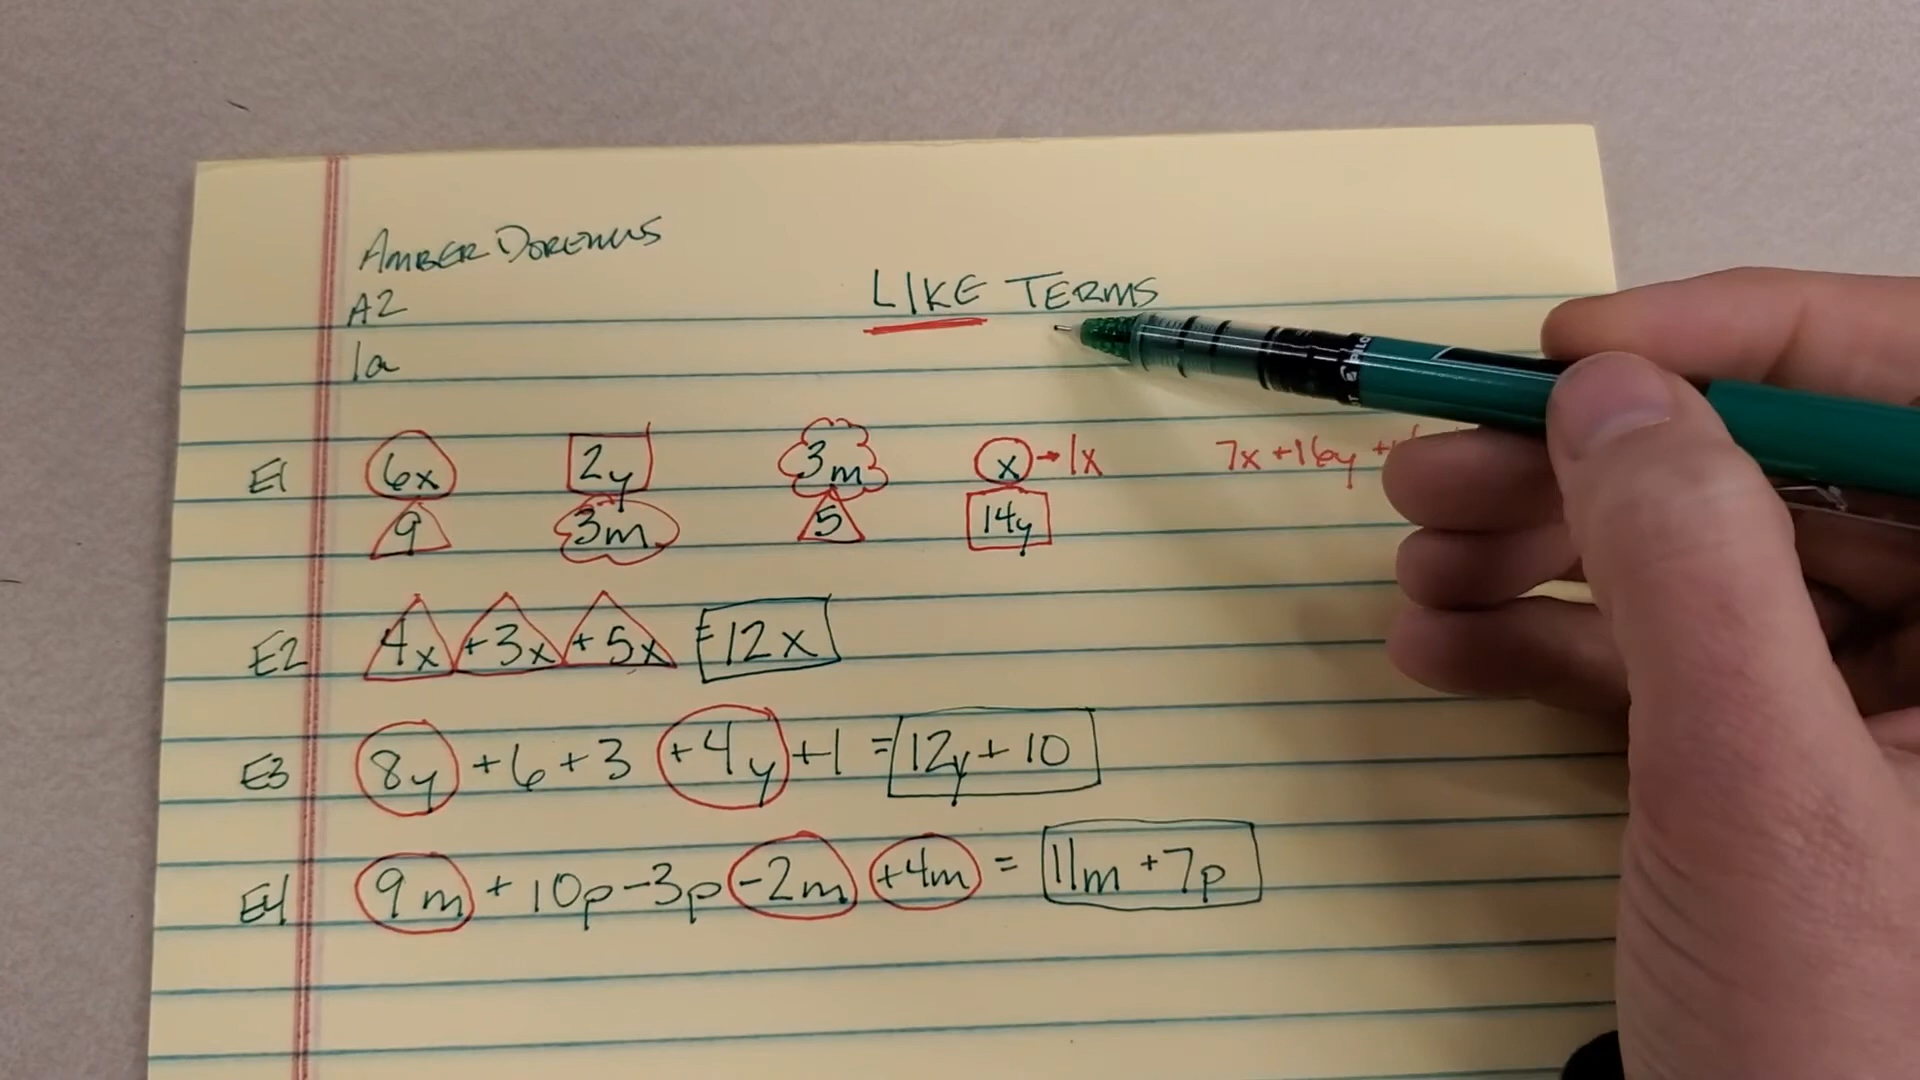 AMBER DOREMUS
A2
LIKE TERMS
1a
E1 6x 2y 3m x → 1x 7x + 16y +
9 3m 5 14y
E2 4x + 3x + 5x = 12x
E3 8y + 6 + 3 + 4y + 1 = 12y + 10
E4 9m + 10p - 3p - 2m + 4m = 11m + 7p
PILOT